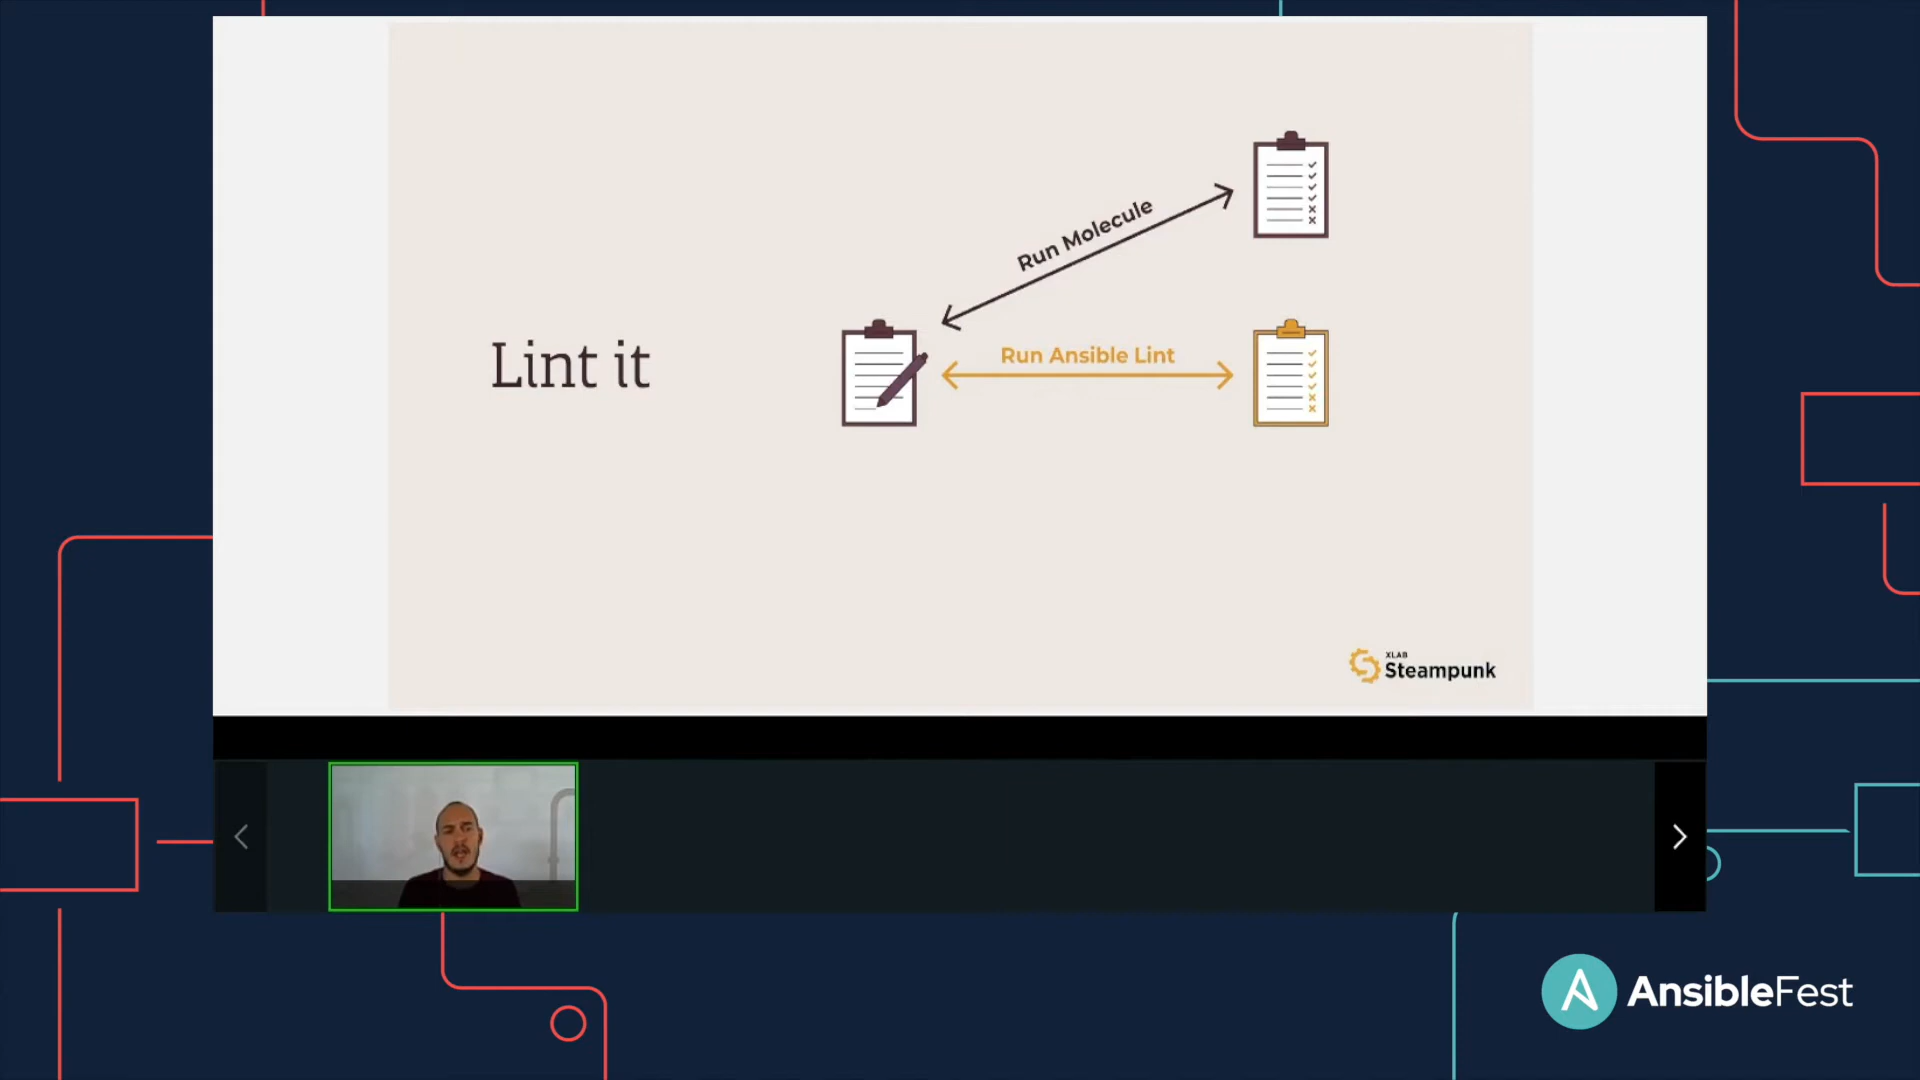 Run Molecule
Lint it
Run Ansible Lint
XLAB
Steampunk
AnsibleFest